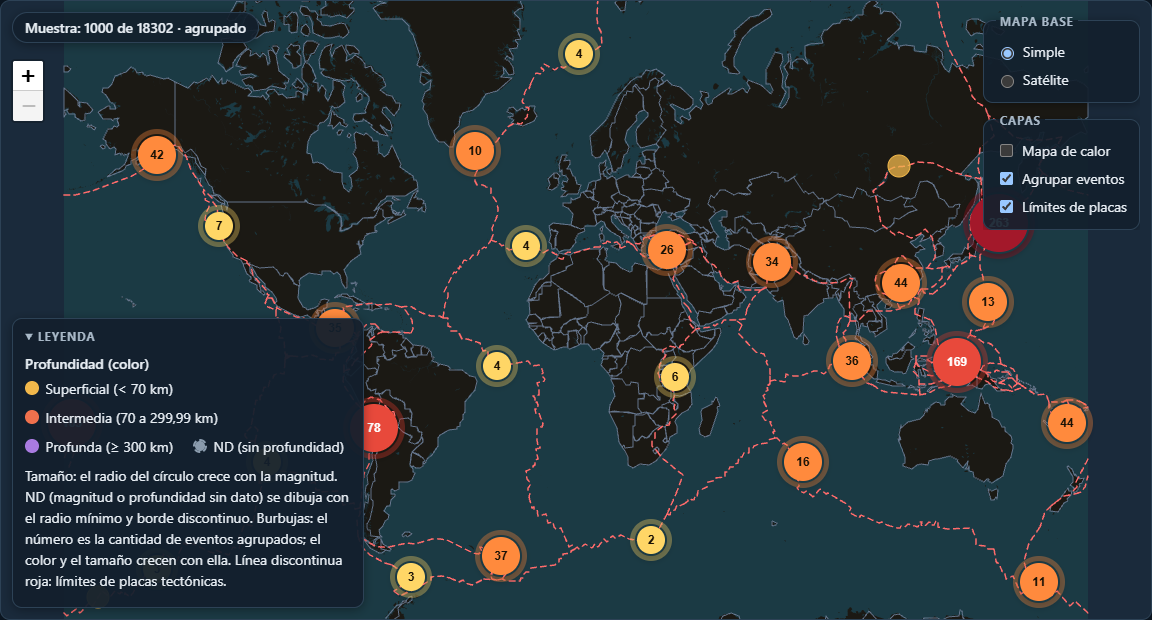 Muestra: 1000 de 18302 · agrupado
+
−
MAPA BASE
Simple
Satélite
CAPAS
Mapa de calor
Agrupar eventos
Límites de placas
4
42
10
7
4
26
34
44
263
13
36
4
6
36
169
78
44
16
2
37
3
11
▼ LEYENDA
Profundidad (color)
Superficial (< 70 km)
Intermedia (70 a 299,99 km)
Profunda (≥ 300 km) ND (sin profundidad)
Tamaño: el radio del círculo crece con la magnitud.
ND (magnitud o profundidad sin dato) se dibuja con
el radio mínimo y borde discontinuo. Burbujas: el
número es la cantidad de eventos agrupados; el
color y el tamaño crecen con ella. Línea discontinua
roja: límites de placas tectónicas.